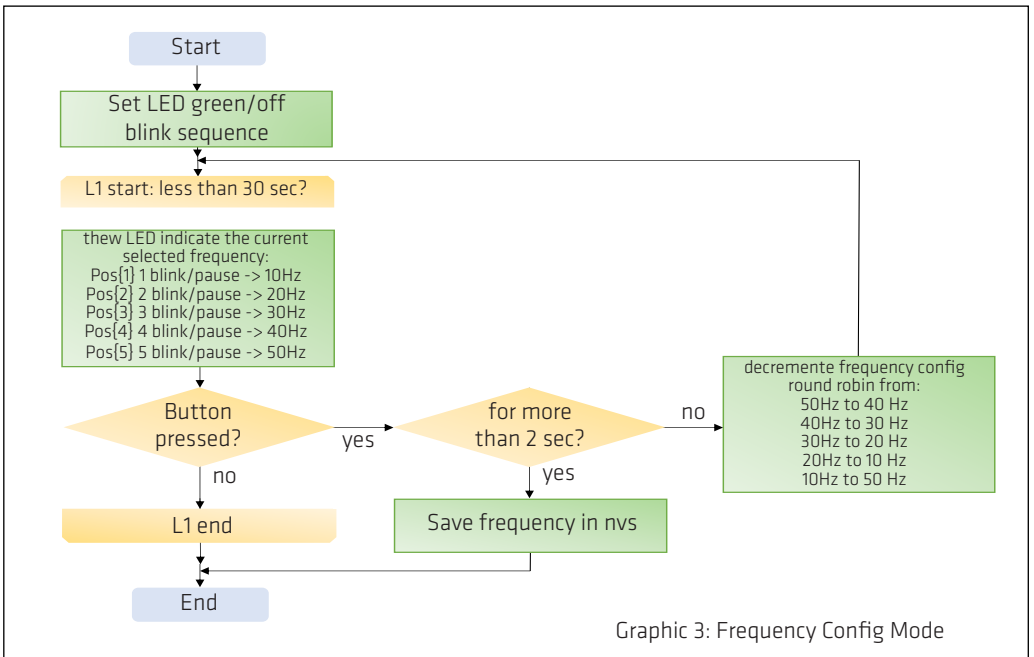 Start
Set LED green/off
blink sequence
L1 start: less than 30 sec?
thew LED indicate the current
selected frequency:
Pos{1} 1 blink/pause -> 10Hz
Pos{2} 2 blink/pause -> 20Hz
Pos{3} 3 blink/pause -> 30Hz
Pos{4} 4 blink/pause -> 40Hz
Pos{5} 5 blink/pause -> 50Hz
Button
pressed?
yes
no
for more
than 2 sec?
no
yes
decremente frequency config
round robin from:
50Hz to 40 Hz
40Hz to 30 Hz
30Hz to 20 Hz
20Hz to 10 Hz
10Hz to 50 Hz
L1 end
Save frequency in nvs
End
Graphic 3: Frequency Config Mode